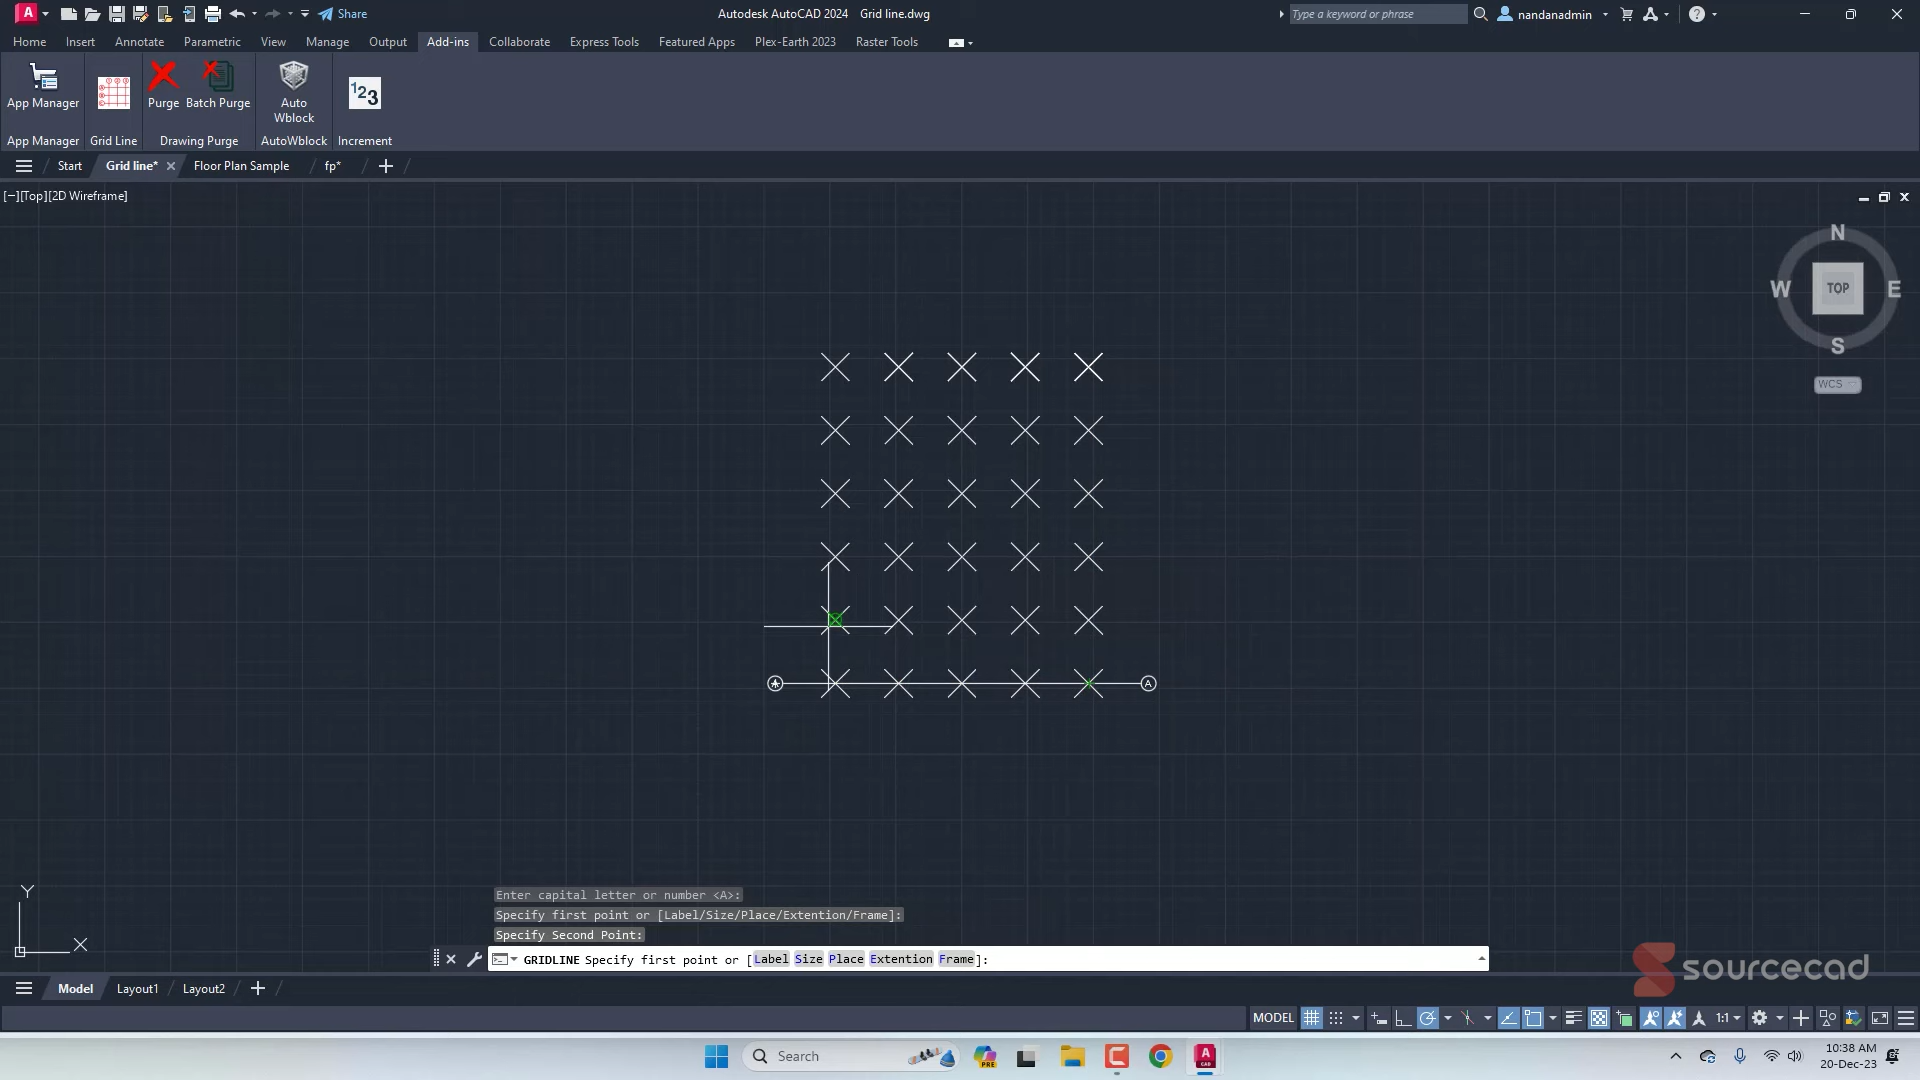 A Share Autodesk AutoCAD 2024 Grid line.dwg Type a keyword or phrase nandanadmin
Home Insert Annotate Parametric View Manage Output Add-ins Collaborate Express Tools Featured Apps Plex-Earth 2023 Raster Tools
App Manager Purge Batch Purge Auto Wblock 123
App Manager Grid Line Drawing Purge AutoWblock Increment
Start Grid line* Floor Plan Sample fp*
[−][Top][2D Wireframe]
N
W TOP E
S
WCS
A A
Y
X
Enter capital letter or number <A>:
Specify first point or [Label/Size/Place/Extention/Frame]:
Specify Second Point:
GRIDLINE Specify first point or [Label Size Place Extention Frame]:
sourcecad
Model Layout1 Layout2
MODEL 1:1
Search PRE A CAD 10:38 AM
20-Dec-23